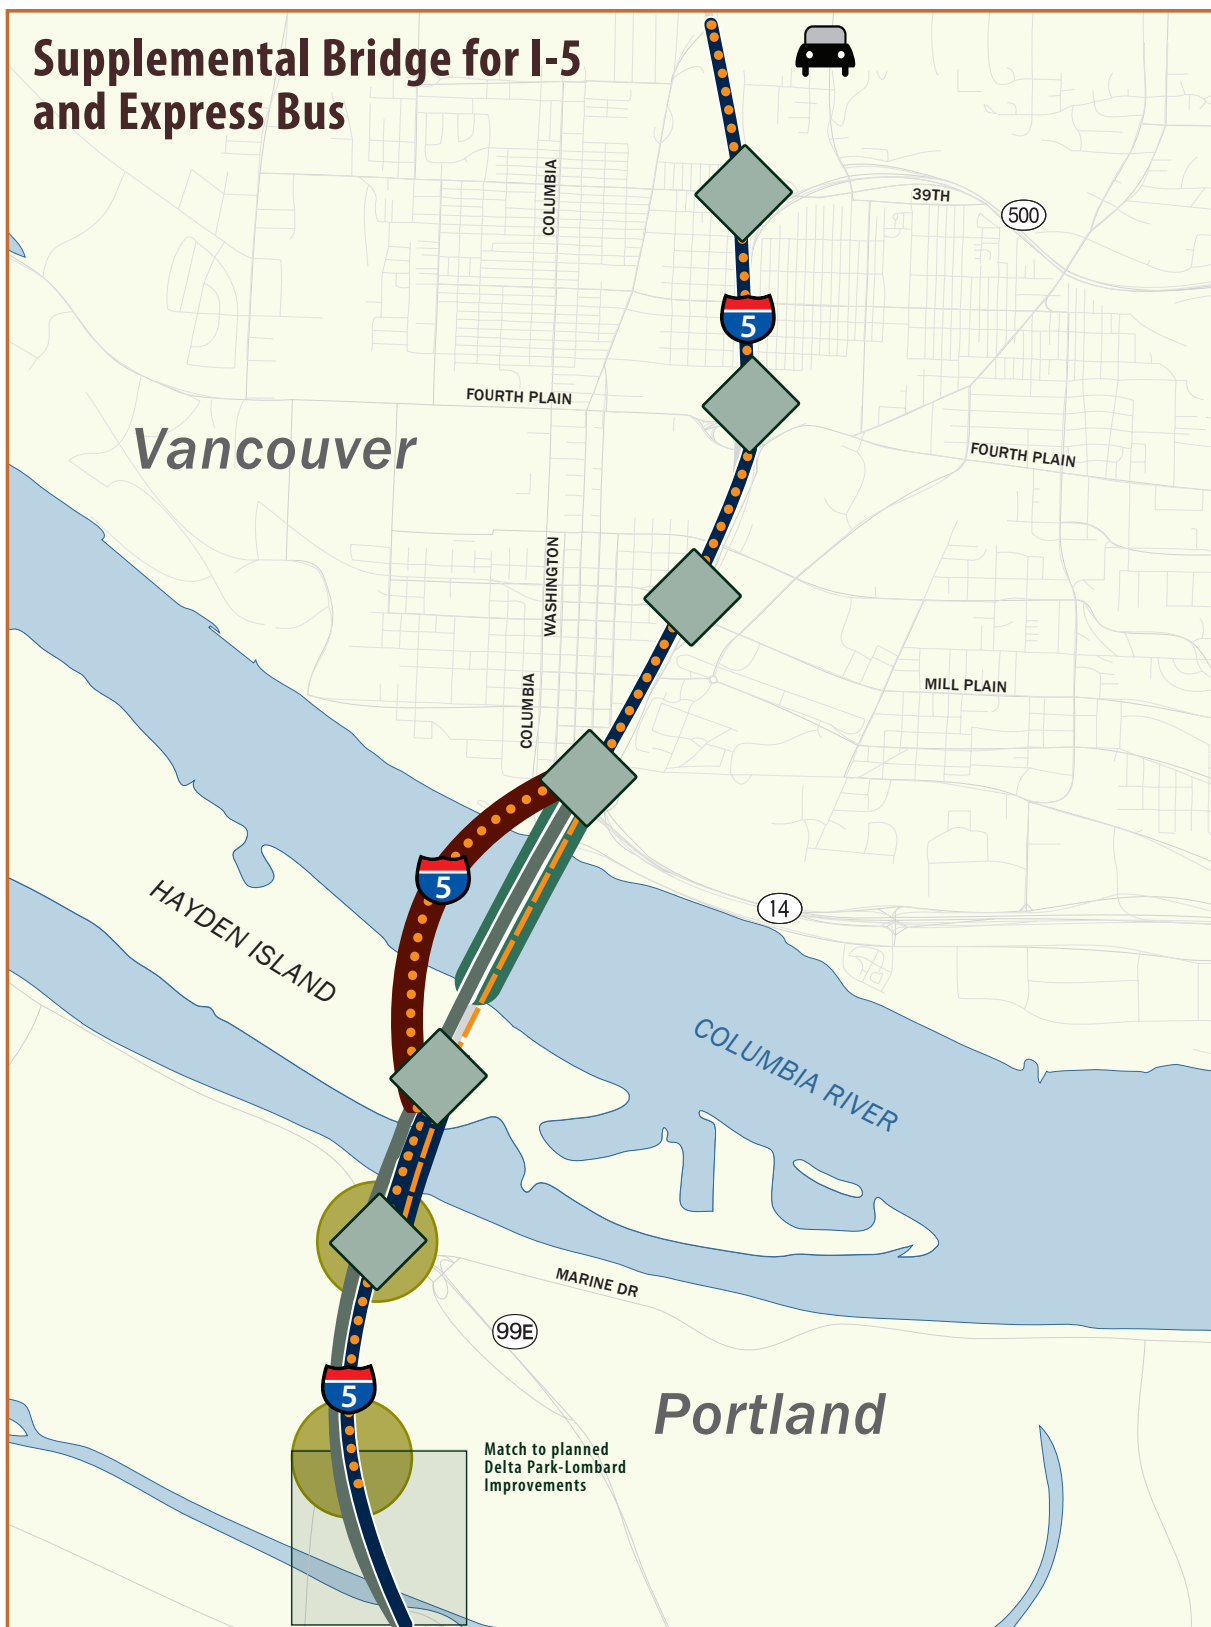 Supplemental Bridge for I-5
and Express Bus
COLUMBIA
39TH
500
5
FOURTH PLAIN
Vancouver
FOURTH PLAIN
WASHINGTON
MILL PLAIN
COLUMBIA
5
HAYDEN ISLAND
14
COLUMBIA RIVER
MARINE DR
99E
5
Portland
Match to planned
Delta Park-Lombard
Improvements